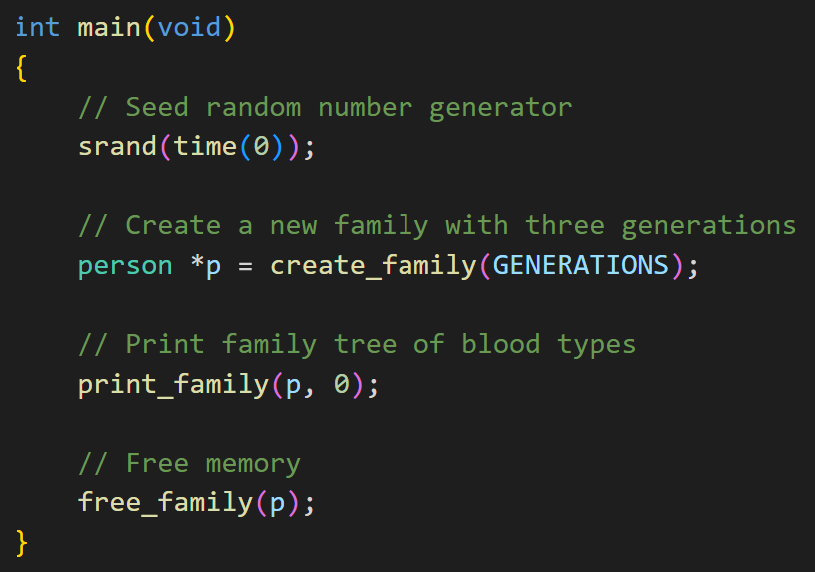 int main(void)
{
    // Seed random number generator
    srand(time(0));

    // Create a new family with three generations
    person *p = create_family(GENERATIONS);

    // Print family tree of blood types
    print_family(p, 0);

    // Free memory
    free_family(p);
}